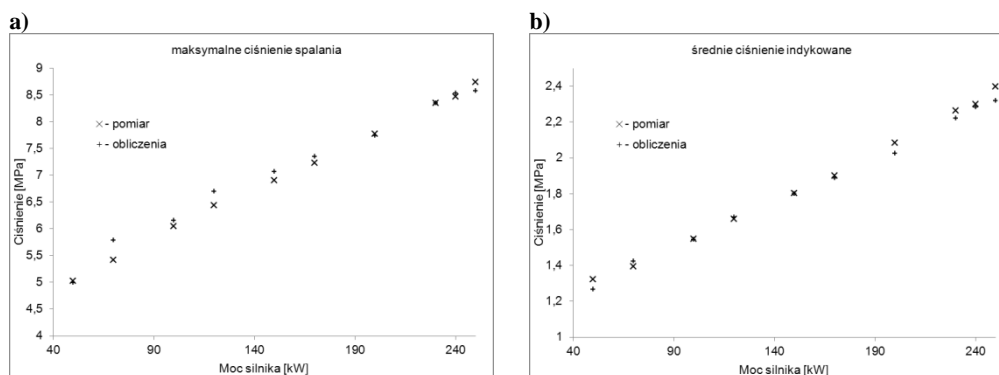 a)
maksymalne ciśnienie spalania
9
8,5
8
7,5
7
6,5
6
5,5
5
4,5
4
Ciśnienie [MPa]
× - pomiar
+ - obliczenia
40 90 140 190 240
Moc silnika [kW]
b)
średnie ciśnienie indykowane
2,4
2,2
2
1,8
1,6
1,4
1,2
1
Ciśnienie [MPa]
× - pomiar
+ - obliczenia
40 90 140 190 240
Moc silnika [kW]